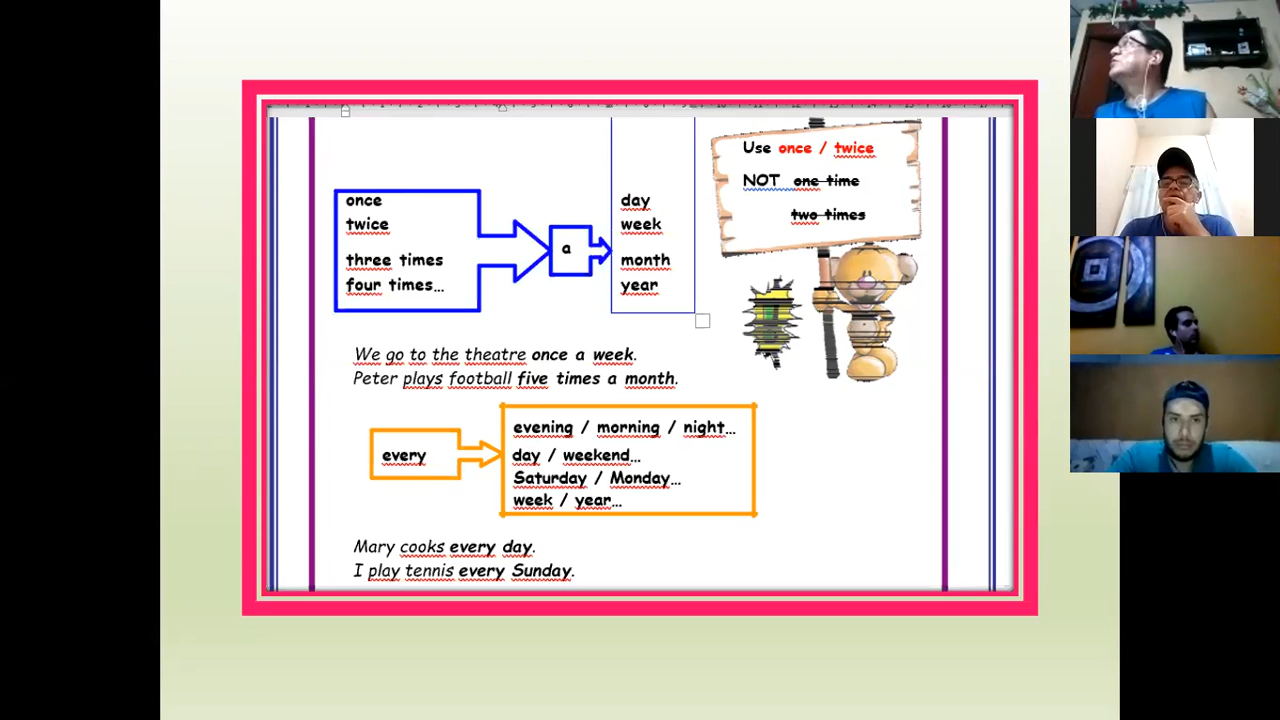 Use once / twice
NOT one time
two times
once
twice
three times
four times...
a
day
week
month
year
We go to the theatre once a week.
Peter plays football five times a month.
every
evening / morning / night...
day / weekend...
Saturday / Monday...
week / year...
Mary cooks every day.
I play tennis every Sunday.